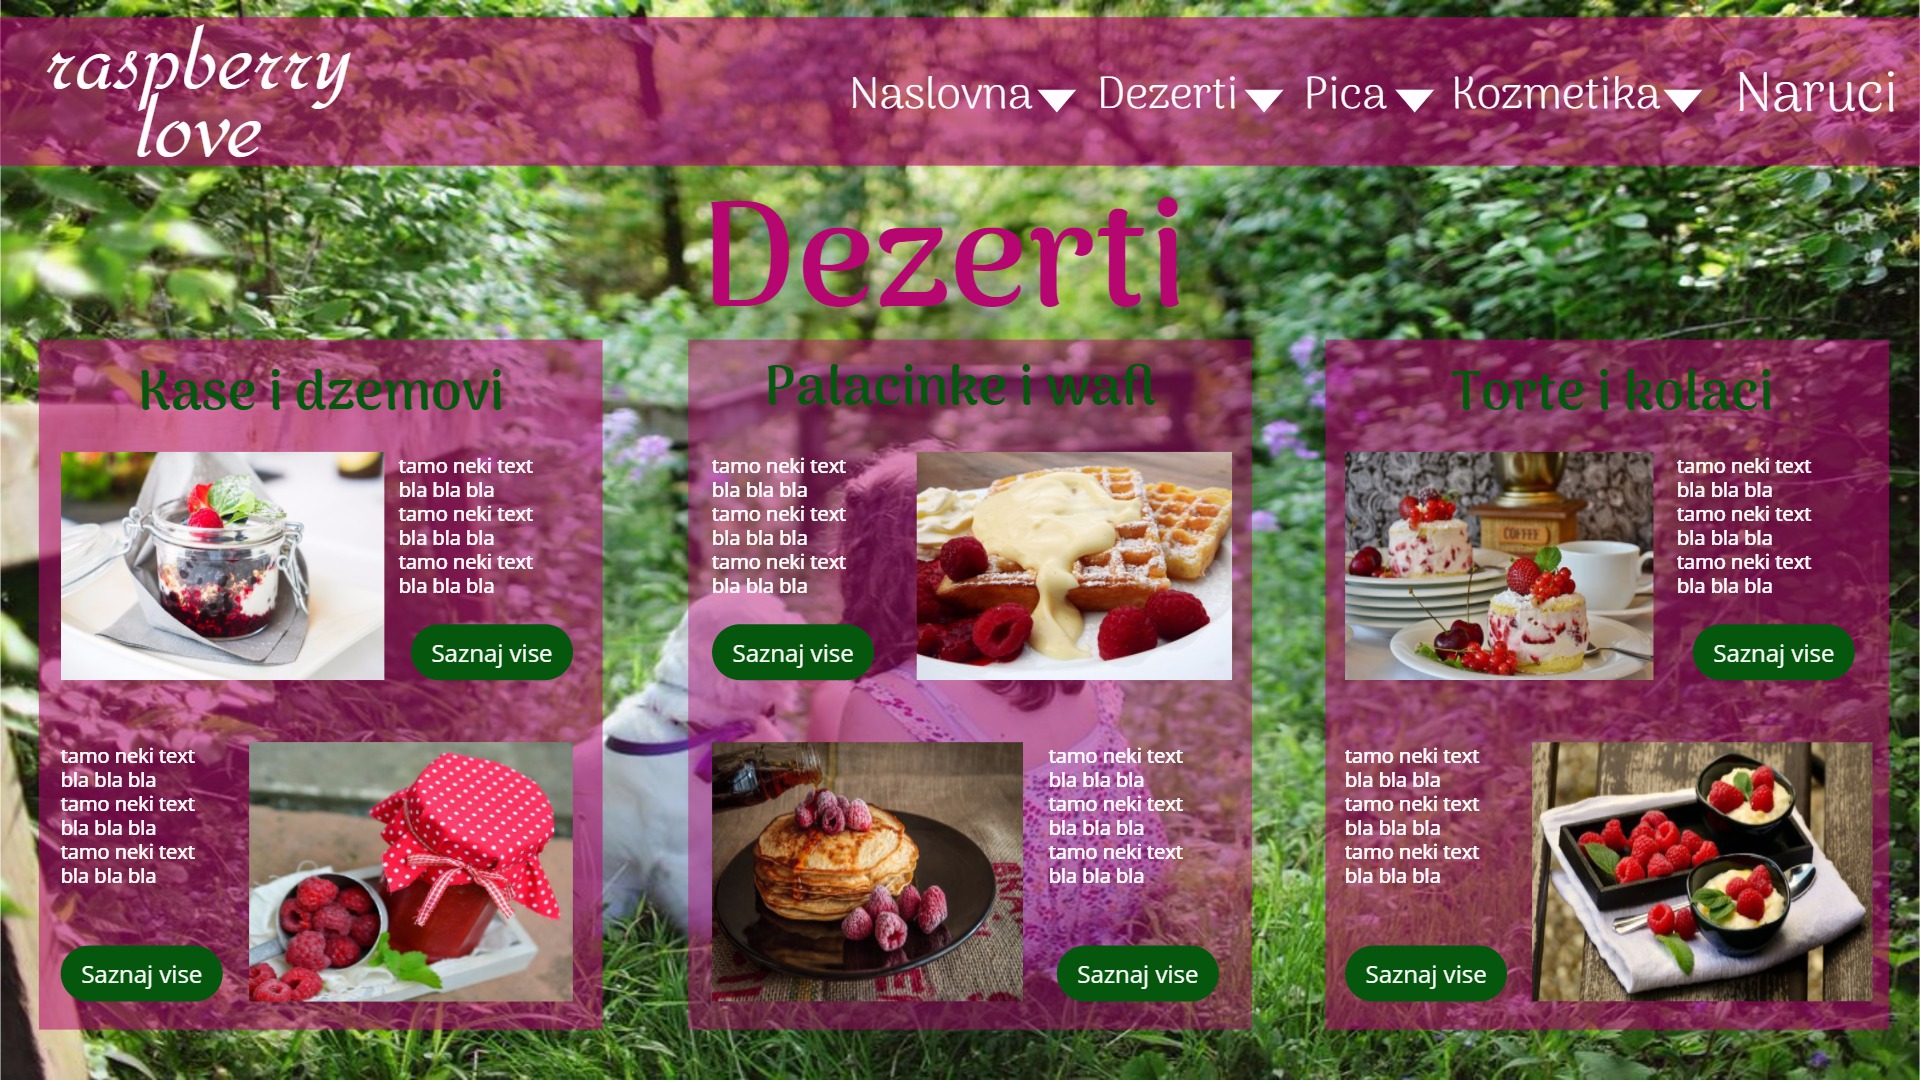 raspberry
love
Naslovna Dezerti Pica Kozmetika Naruci
Dezerti
Kase i dzemovi
tamo neki text
bla bla bla
tamo neki text
bla bla bla
tamo neki text
bla bla bla
Saznaj vise
tamo neki text
bla bla bla
tamo neki text
bla bla bla
tamo neki text
bla bla bla
Saznaj vise
Palacinke i wafl
tamo neki text
bla bla bla
tamo neki text
bla bla bla
tamo neki text
bla bla bla
Saznaj vise
tamo neki text
bla bla bla
tamo neki text
bla bla bla
tamo neki text
bla bla bla
Saznaj vise
Torte i kolaci
COFFEE
tamo neki text
bla bla bla
tamo neki text
bla bla bla
tamo neki text
bla bla bla
Saznaj vise
tamo neki text
bla bla bla
tamo neki text
bla bla bla
tamo neki text
bla bla bla
Saznaj vise